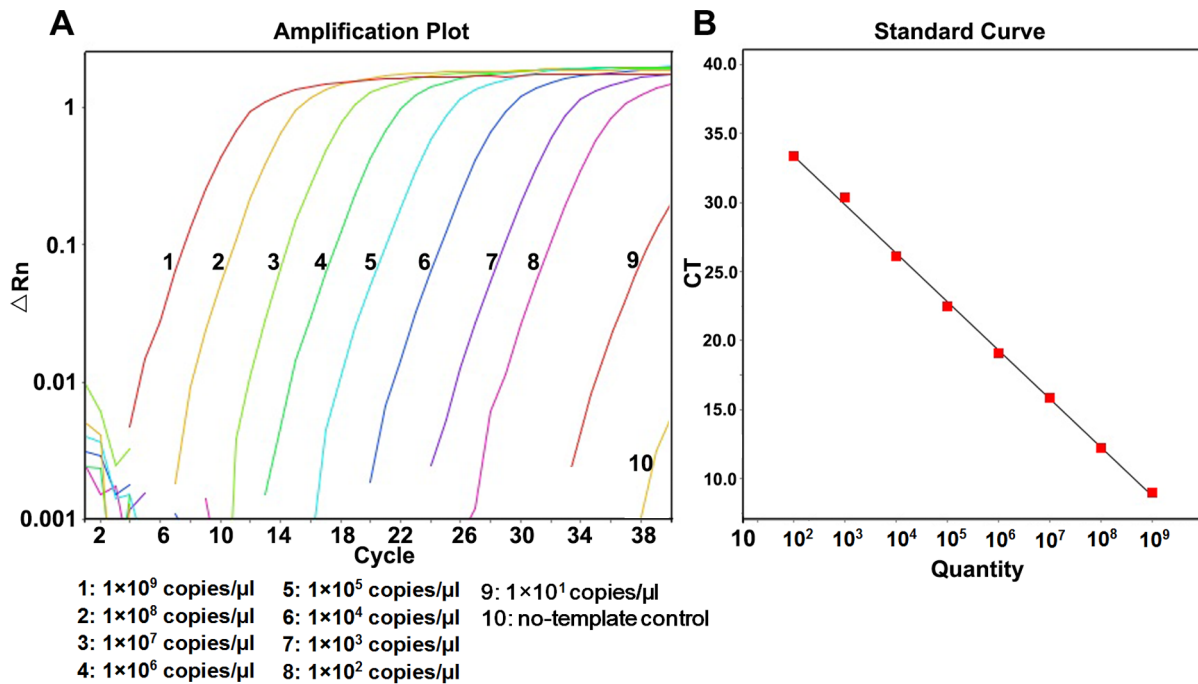 A
Amplification Plot
1
0.1
0.01
0.001
△Rn
1
2
3
4
5
6
7
8
9
10
2 6 10 14 18 22 26 30 34 38
Cycle
1: 1×10⁹ copies/µl
2: 1×10⁸ copies/µl
3: 1×10⁷ copies/µl
4: 1×10⁶ copies/µl
5: 1×10⁵ copies/µl
6: 1×10⁴ copies/µl
7: 1×10³ copies/µl
8: 1×10² copies/µl
9: 1×10¹ copies/µl
10: no-template control
B
Standard Curve
40.0
35.0
30.0
25.0
20.0
15.0
10.0
CT
10 10² 10³ 10⁴ 10⁵ 10⁶ 10⁷ 10⁸ 10⁹
Quantity